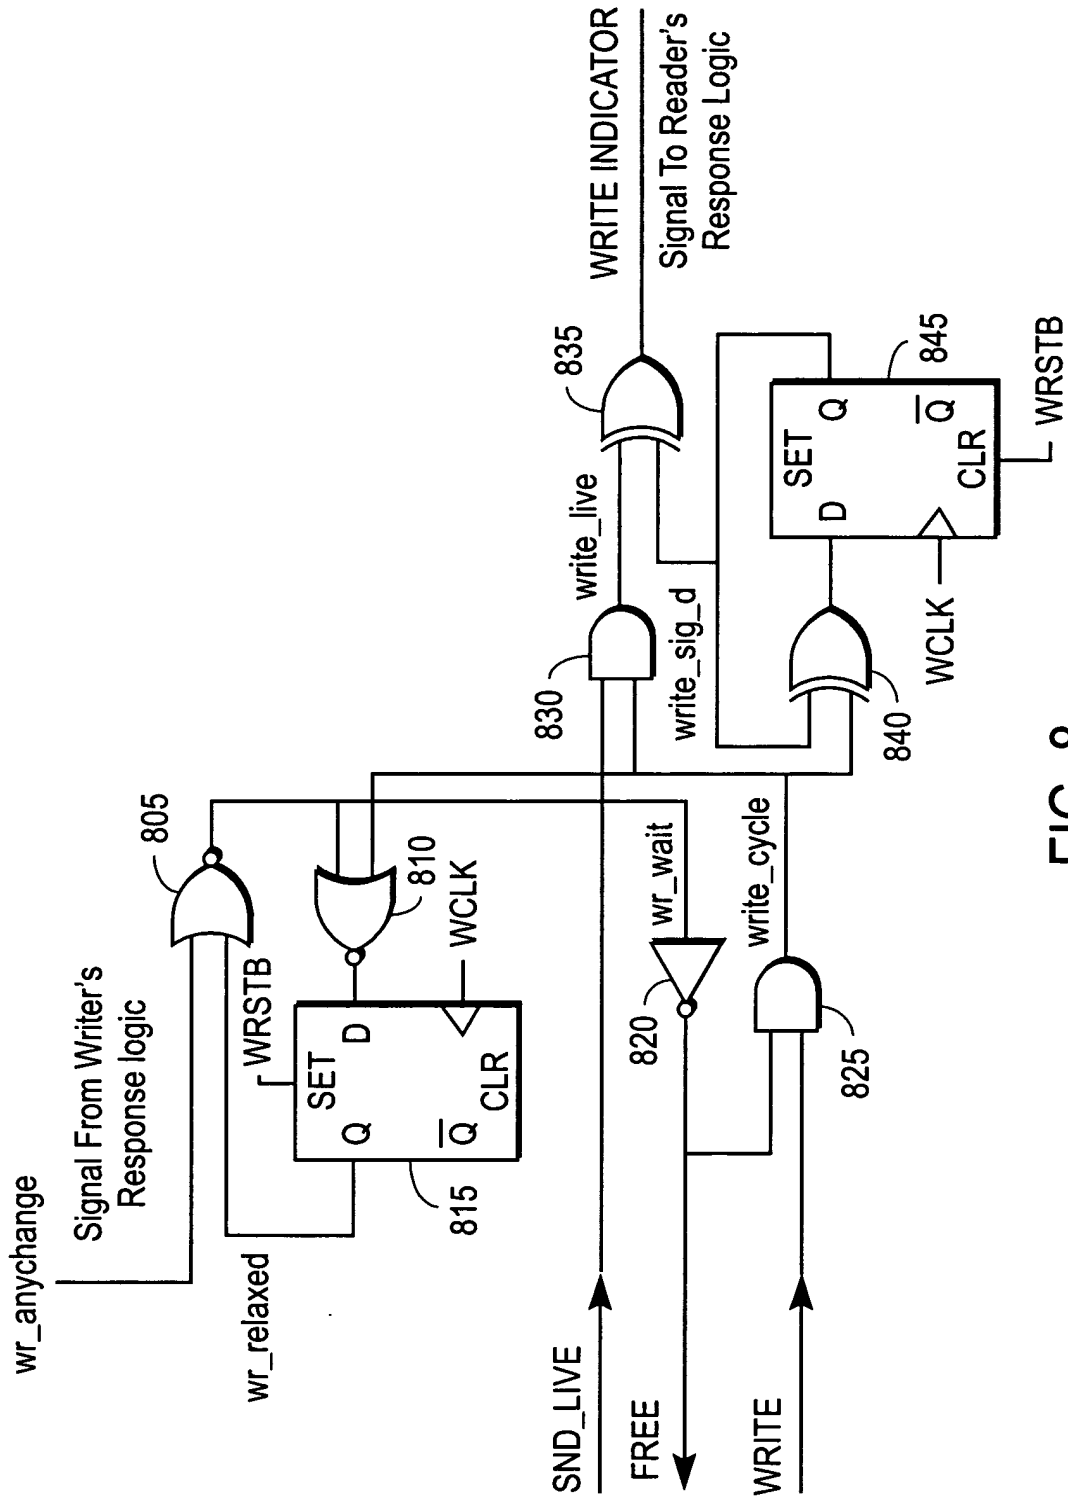 wr_anychange
Signal From Writer's
Response logic
805
wr_relaxed
WRSTB
SET
Q
D
Q
CLR
810
WCLK
815
SND_LIVE
FREE
WRITE
820
wr_wait
825
write_cycle
830
write_live
835
WRITE INDICATOR
Signal To Reader's
Response Logic
write_sig_d
840
SET
D
Q
Q
CLR
WCLK
845
WRSTB